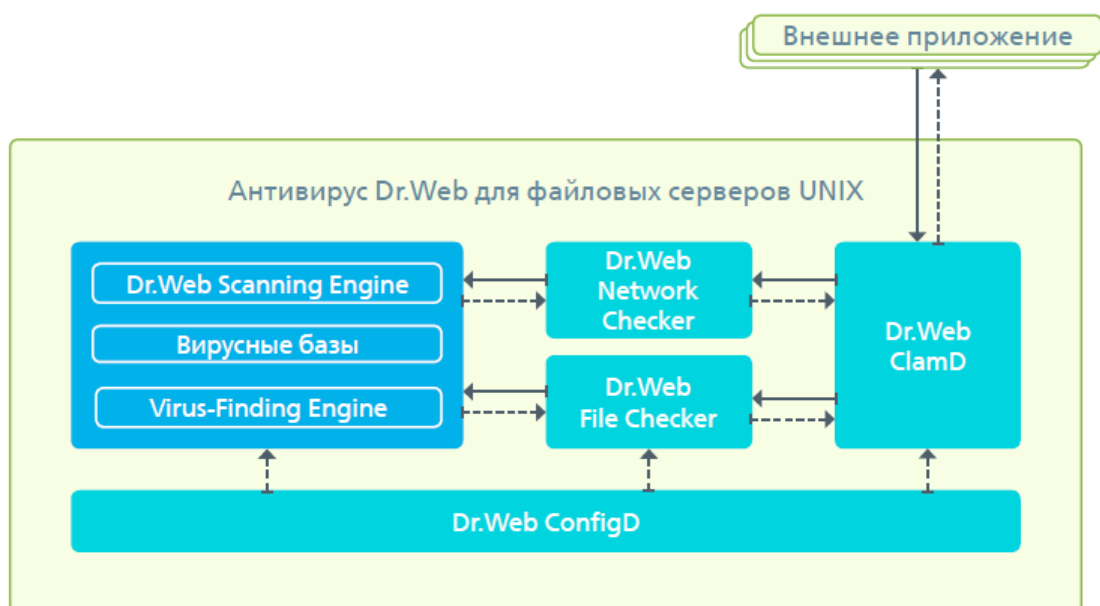 Внешнее приложение
Антивирус Dr.Web для файловых серверов UNIX
Dr.Web Scanning Engine
Вирусные базы
Virus-Finding Engine
Dr.Web
Network
Checker
Dr.Web
File Checker
Dr.Web
ClamD
Dr.Web ConfigD